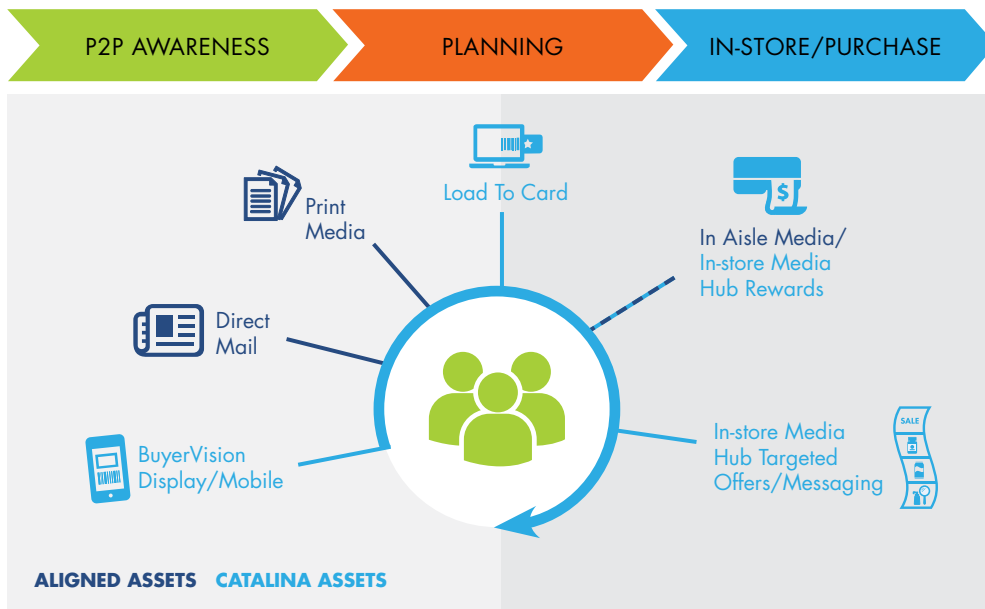 P2P AWARENESS
PLANNING
IN-STORE/PURCHASE
Load To Card
Print
Media
$
In Aisle Media/
In-store Media
Hub Rewards
Direct
Mail
BuyerVision
Display/Mobile
SALE
In-store Media
Hub Targeted
Offers/Messaging
ALIGNED ASSETS CATALINA ASSETS